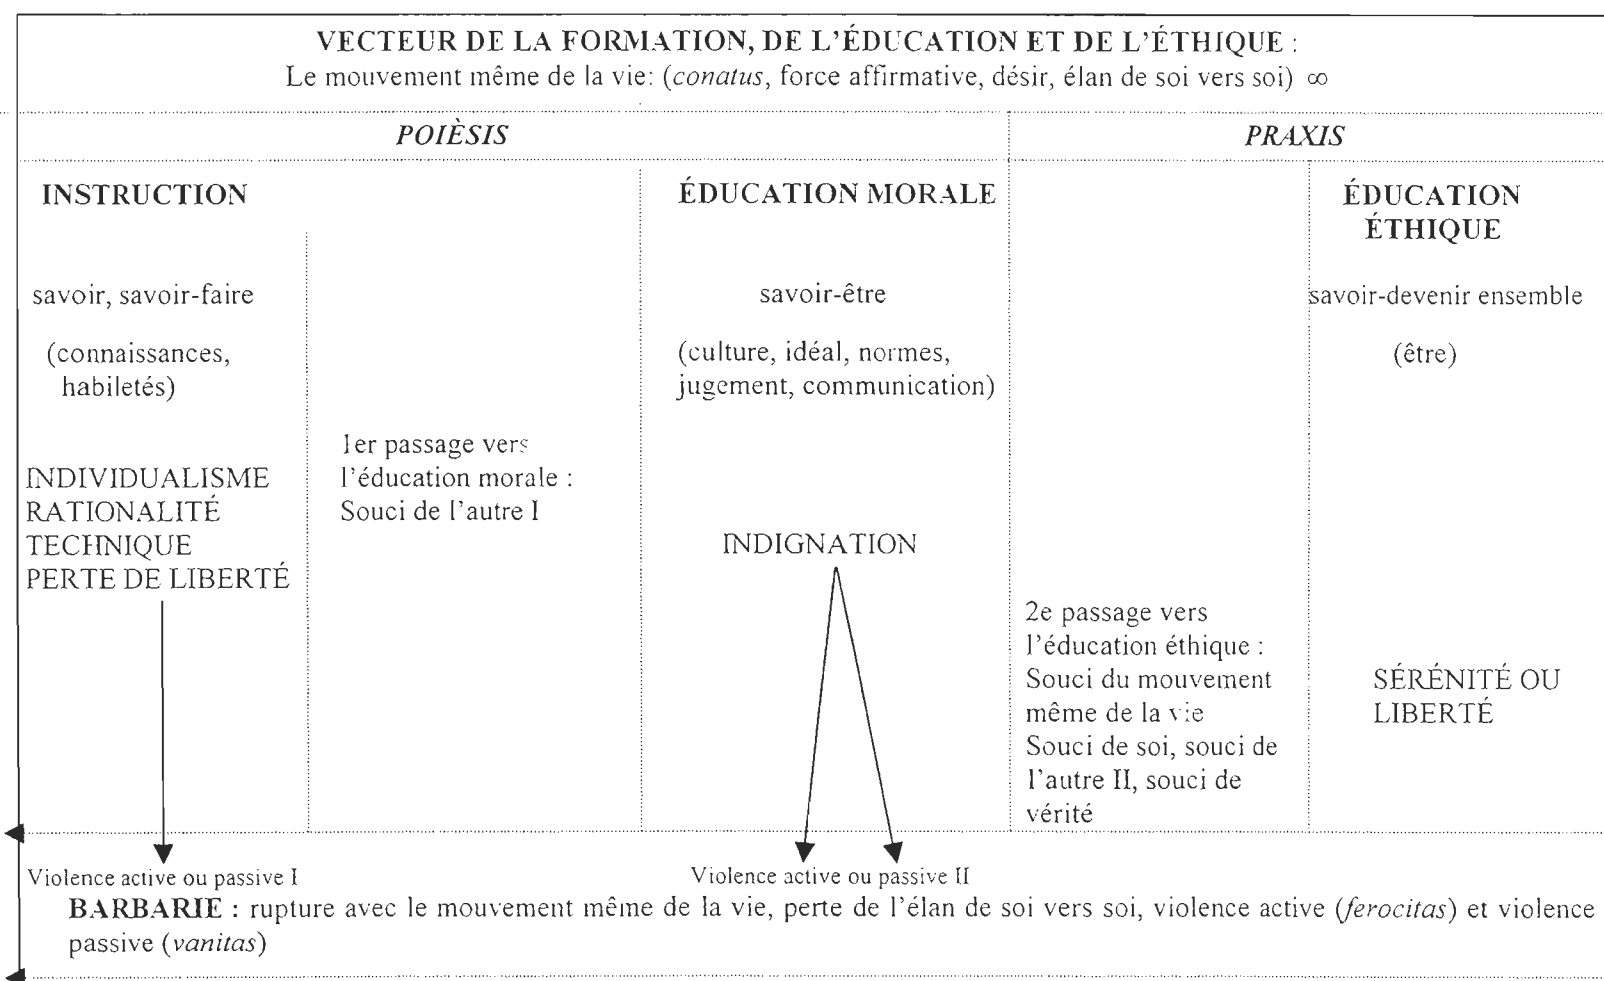 VECTEUR DE LA FORMATION, DE L'ÉDUCATION ET DE L'ÉTHIQUE :
Le mouvement même de la vie: (conatus, force affirmative, désir, élan de soi vers soi) ∞
POIÈSIS
PRAXIS
INSTRUCTION
savoir, savoir-faire
(connaissances,
habiletés)
INDIVIDUALISME
RATIONALITÉ
TECHNIQUE
PERTE DE LIBERTÉ
1er passage vers
l'éducation morale :
Souci de l'autre I
ÉDUCATION MORALE
savoir-être
(culture, idéal, normes,
jugement, communication)
INDIGNATION
2e passage vers
l'éducation éthique :
Souci du mouvement
même de la vie
Souci de soi, souci de
l'autre II, souci de
vérité
ÉDUCATION
ÉTHIQUE
savoir-devenir ensemble
(être)
SÉRÉNITÉ OU
LIBERTÉ
Violence active ou passive I
Violence active ou passive II
BARBARIE : rupture avec le mouvement même de la vie, perte de l'élan de soi vers soi, violence active (ferocitas) et violence
passive (vanitas)